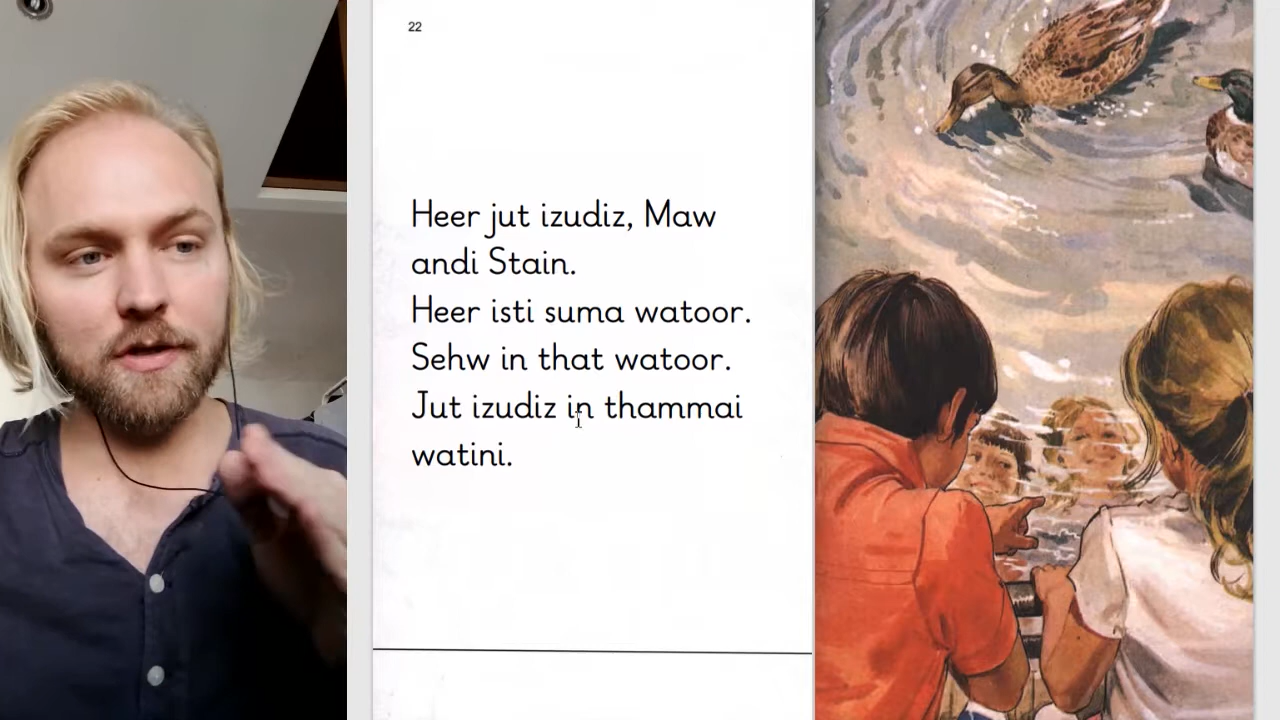 22
Heer jut izudiz, Maw
andi Stain.
Heer isti suma watoor.
Sehw in that watoor.
Jut izudiz in thammai
watini.